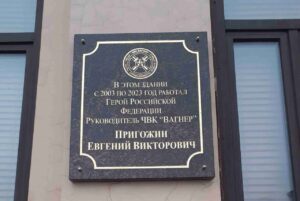 В ЭТОМ ЗДАНИИ
С 2003 ПО 2023 ГОД РАБОТАЛ
ГЕРОЙ РОССИЙСКОЙ
ФЕДЕРАЦИИ
РУКОВОДИТЕЛЬ ЧВК "ВАГНЕР"
ПРИГОЖИН
ЕВГЕНИЙ ВИКТОРОВИЧ